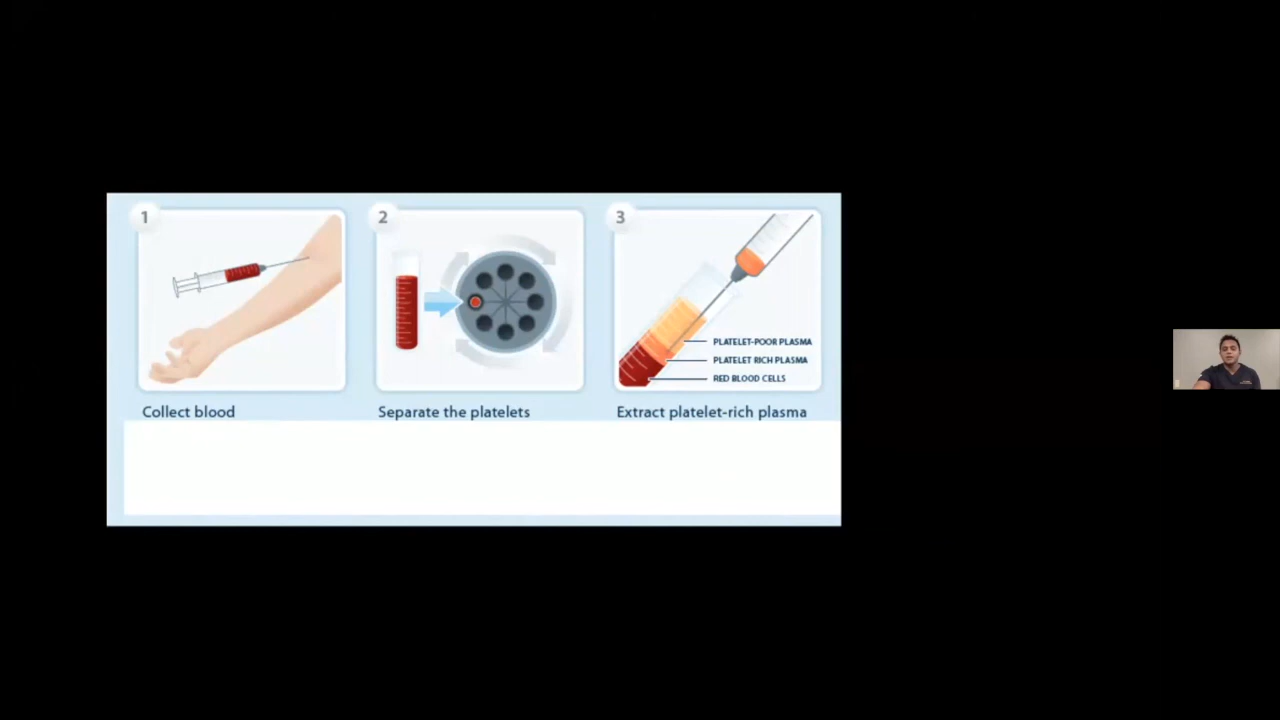 1
2
3
PLATELET-POOR PLASMA
PLATELET RICH PLASMA
RED BLOOD CELLS
Collect blood
Separate the platelets
Extract platelet-rich plasma